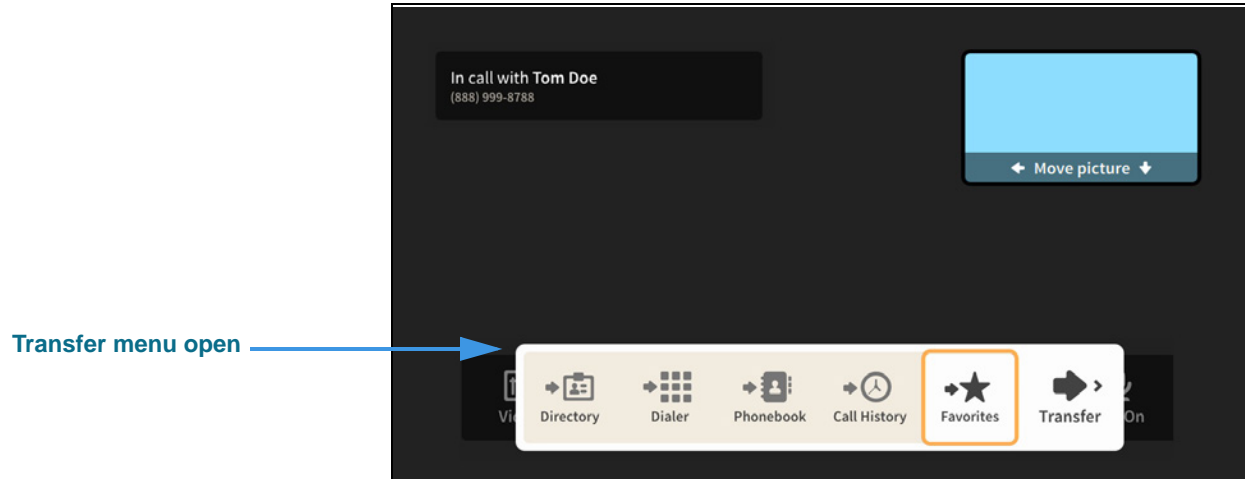 In call with Tom Doe
(888) 999-8788
Move picture
Transfer menu open
Directory Dialer Phonebook Call History Favorites Transfer On